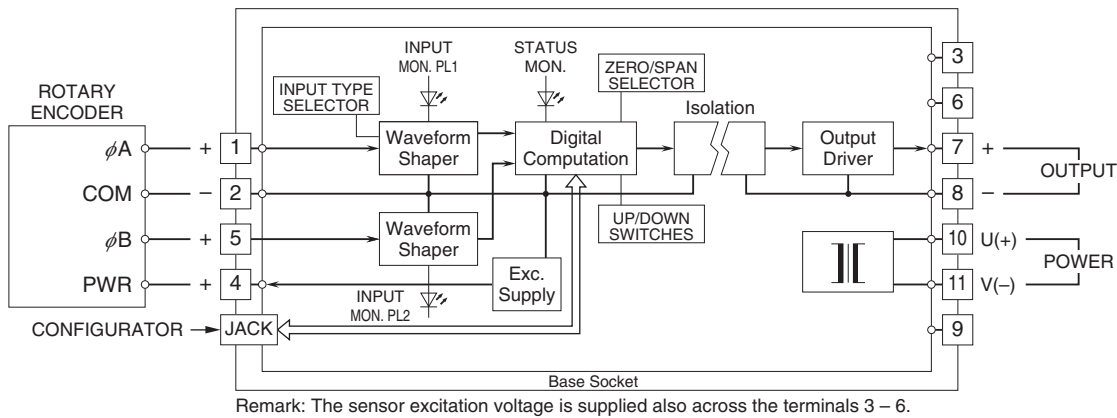 INPUT
MON. PL1
STATUS
MON.
ZERO/SPAN
SELECTOR
3
ROTARY
ENCODER
INPUT TYPE
SELECTOR
Isolation
6
ϕA
+
1
Waveform
Shaper
Digital
Computation
Output
Driver
7
+
COM
–
2
8
–
OUTPUT
ϕB
+
5
Waveform
Shaper
UP/DOWN
SWITCHES
10
U(+)
PWR
+
4
Exc.
Supply
11
V(–)
POWER
INPUT
MON. PL2
CONFIGURATOR
JACK
9
Base Socket
Remark: The sensor excitation voltage is supplied also across the terminals 3 – 6.